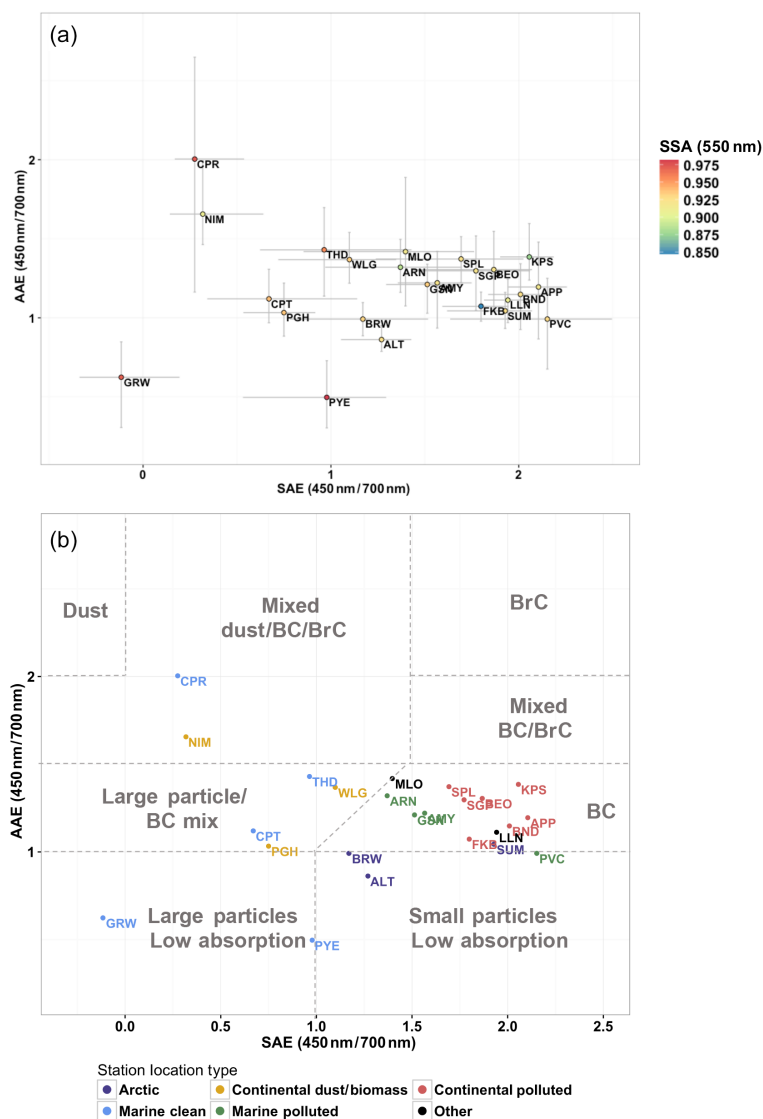 (a)
SSA (550 nm)
0.975
0.950
0.925
0.900
0.875
0.850
2
1
AAE (450 nm/700 nm)
CPR
NIM
THD
WLG
MLO
ARN
SPL
SGP
BEO
KPS
GSN
AMY
CPT
PGH
BRW
ALT
FKB
LLN
BND
SUM
APP
PVC
GRW
PYE
0
1
2
SAE (450 nm/700 nm)
(b)
Dust
Mixed
dust/BC/BrC
BrC
2
CPR
Mixed
BC/BrC
NIM
AAE (450 nm/700 nm)
THD
WLG
MLO
ARN
SPL
SGP
BEO
KPS
Large particle/
BC mix
BC
GSN
AMY
APP
BND
CPT
PGH
FKB
LLN
SUM
1
BRW
PVC
ALT
GRW
Large particles
Low absorption
Small particles
Low absorption
PYE
0.0
0.5
1.0
1.5
2.0
2.5
SAE (450 nm/700 nm)
Station location type
Arctic
Continental dust/biomass
Continental polluted
Marine clean
Marine polluted
Other